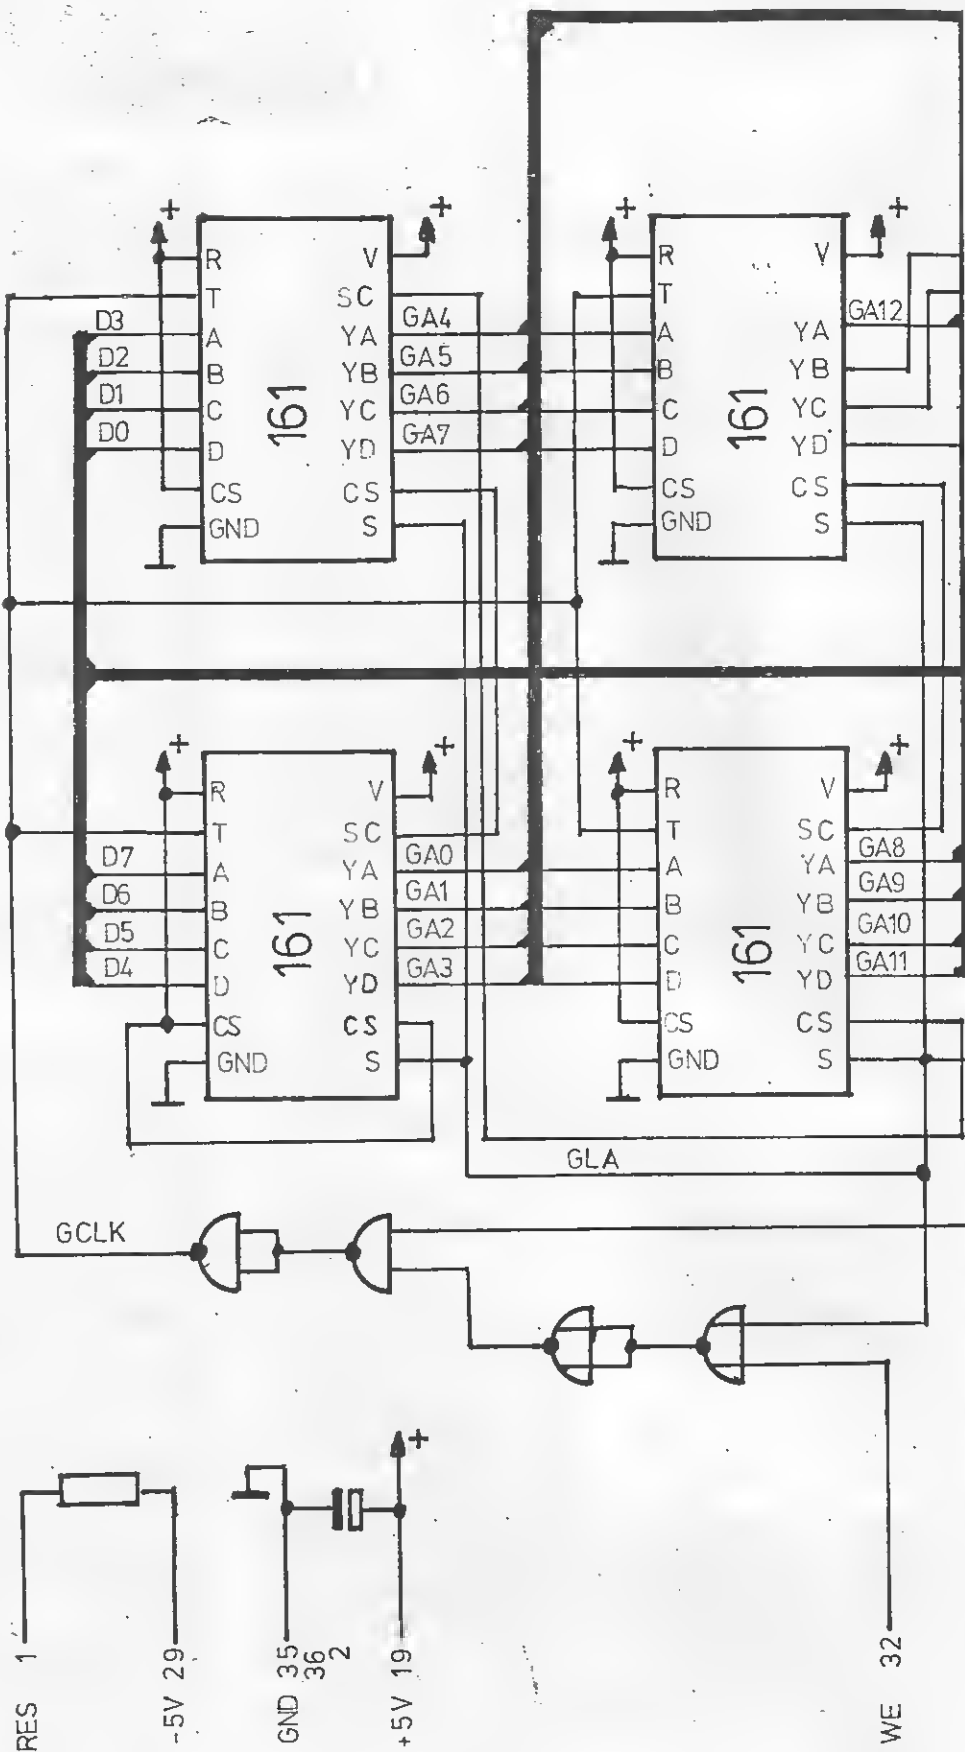 +
+
+
+
R
V
T
SC
D3
A
YA
GA4
D2
B
YB
GA5
D1
C
YC
GA6
D0
D
YD
GA7
CS
CS
GND
S
161
R
V
T
A
YA
GA12
B
YB
C
YC
D
YD
CS
CS
GND
S
161
+
+
+
+
R
V
T
SC
D7
A
YA
GA0
D6
B
YB
GA1
D5
C
YC
GA2
D4
D
YD
GA3
CS
CS
GND
S
161
R
V
T
SC
A
YA
GA8
B
YB
GA9
C
YC
GA10
D
YD
GA11
CS
CS
GND
S
161
GLA
GCLK
+
RES 1
-5V 29
GND 35
36
2
+5V 19
WE 32